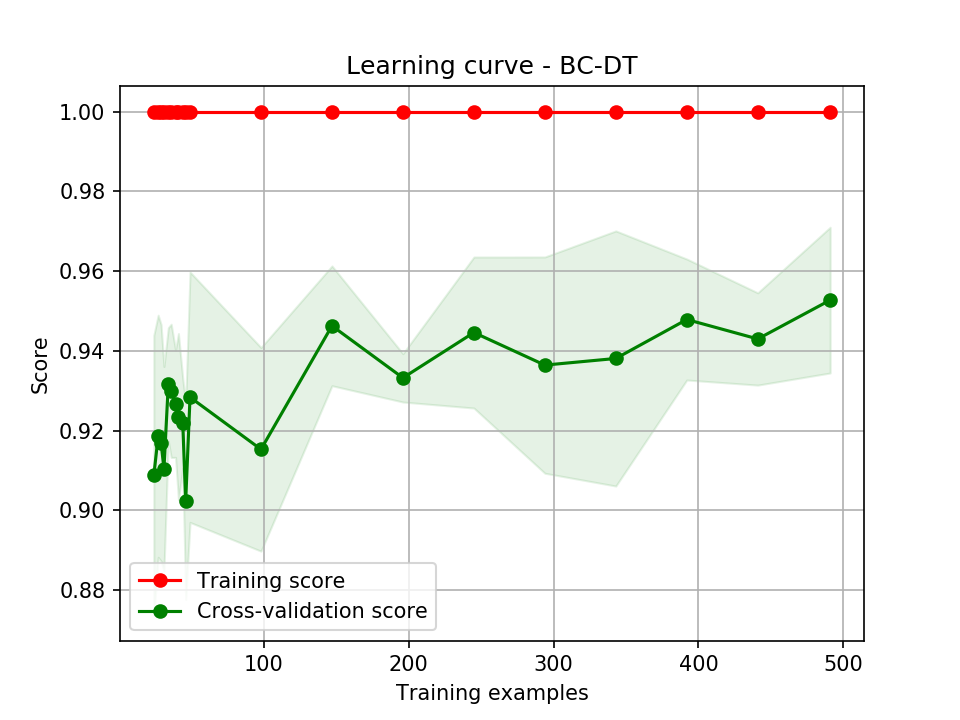 Learning curve - BC-DT
1.00
0.98
0.96
0.94
0.92
0.90
0.88
Score
Training score
Cross-validation score
100
200
300
400
500
Training examples